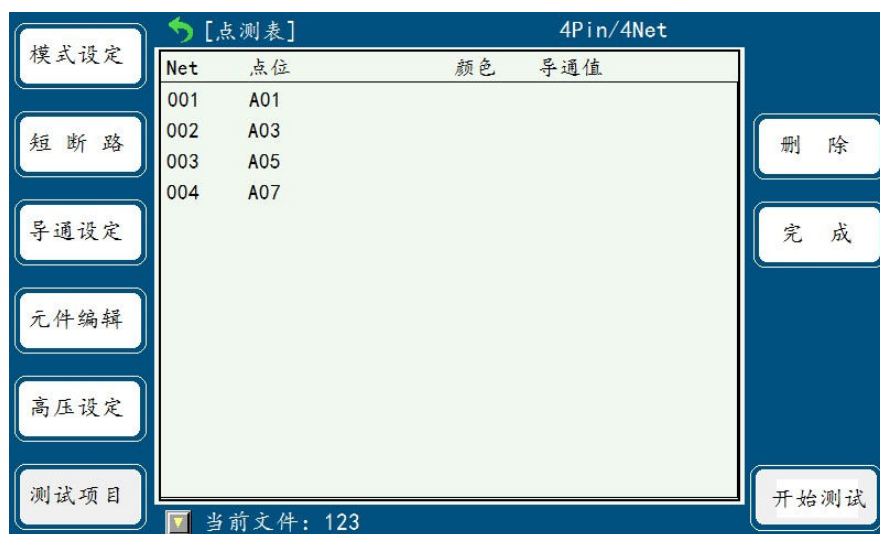 [点测表] 4Pin/4Net
模式设定
短 断 路
导通设定
元件编辑
高压设定
测试项目
Net 点位 颜色 导通值
001 A01
002 A03
003 A05
004 A07
删 除
完 成
开始测试
当前文件: 123